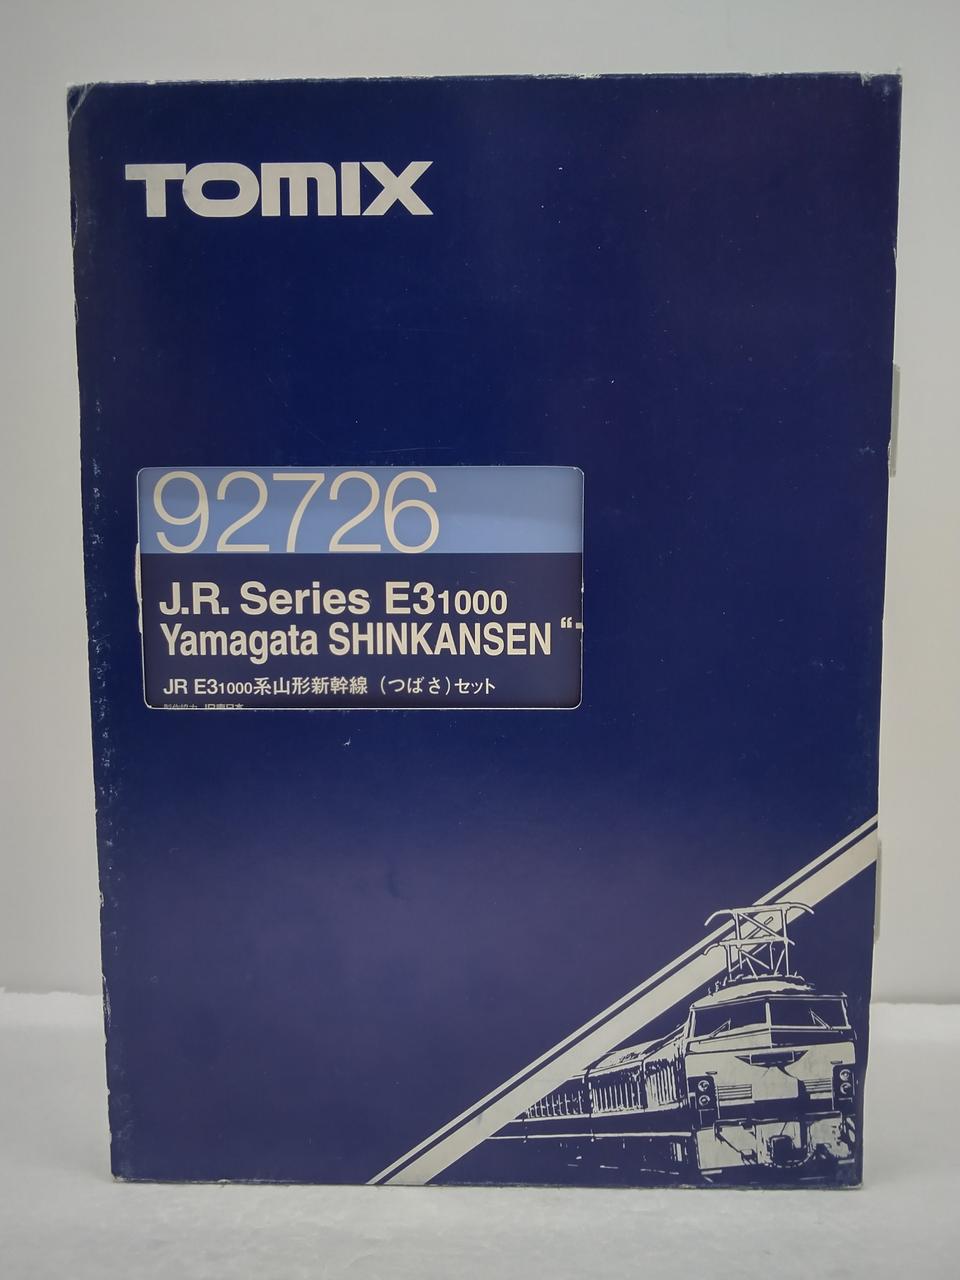 TOMIX
92726
J.R. Series E31000
Yamagata SHINKANSEN “
JR E31000系山形新幹線 (つばさ)セット